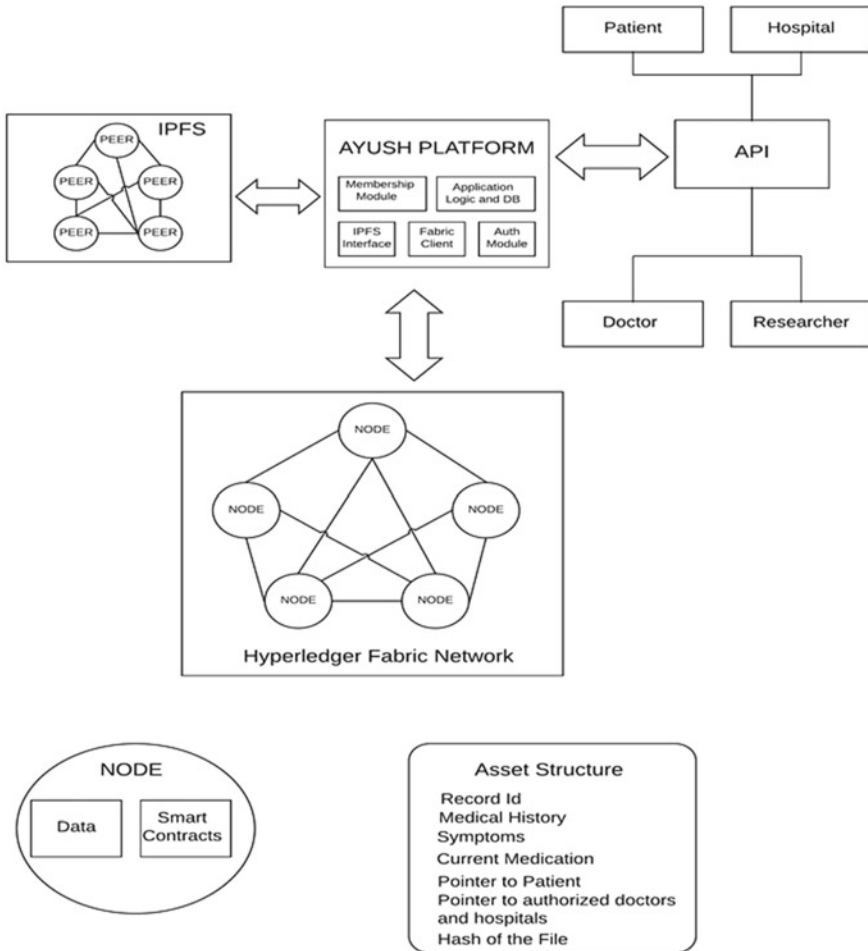 Patient
Hospital
IPFS
PEER
PEER
PEER
PEER
PEER
AYUSH PLATFORM
Membership
Module
Application
Logic and DB
IPFS
Interface
Fabric
Client
Auth
Module
API
Doctor
Researcher
NODE
NODE
NODE
NODE
NODE
Hyperledger Fabric Network
NODE
Data
Smart
Contracts
Asset Structure
Record Id
Medical History
Symptoms
Current Medication
Pointer to Patient
Pointer to authorized doctors
and hospitals
Hash of the File